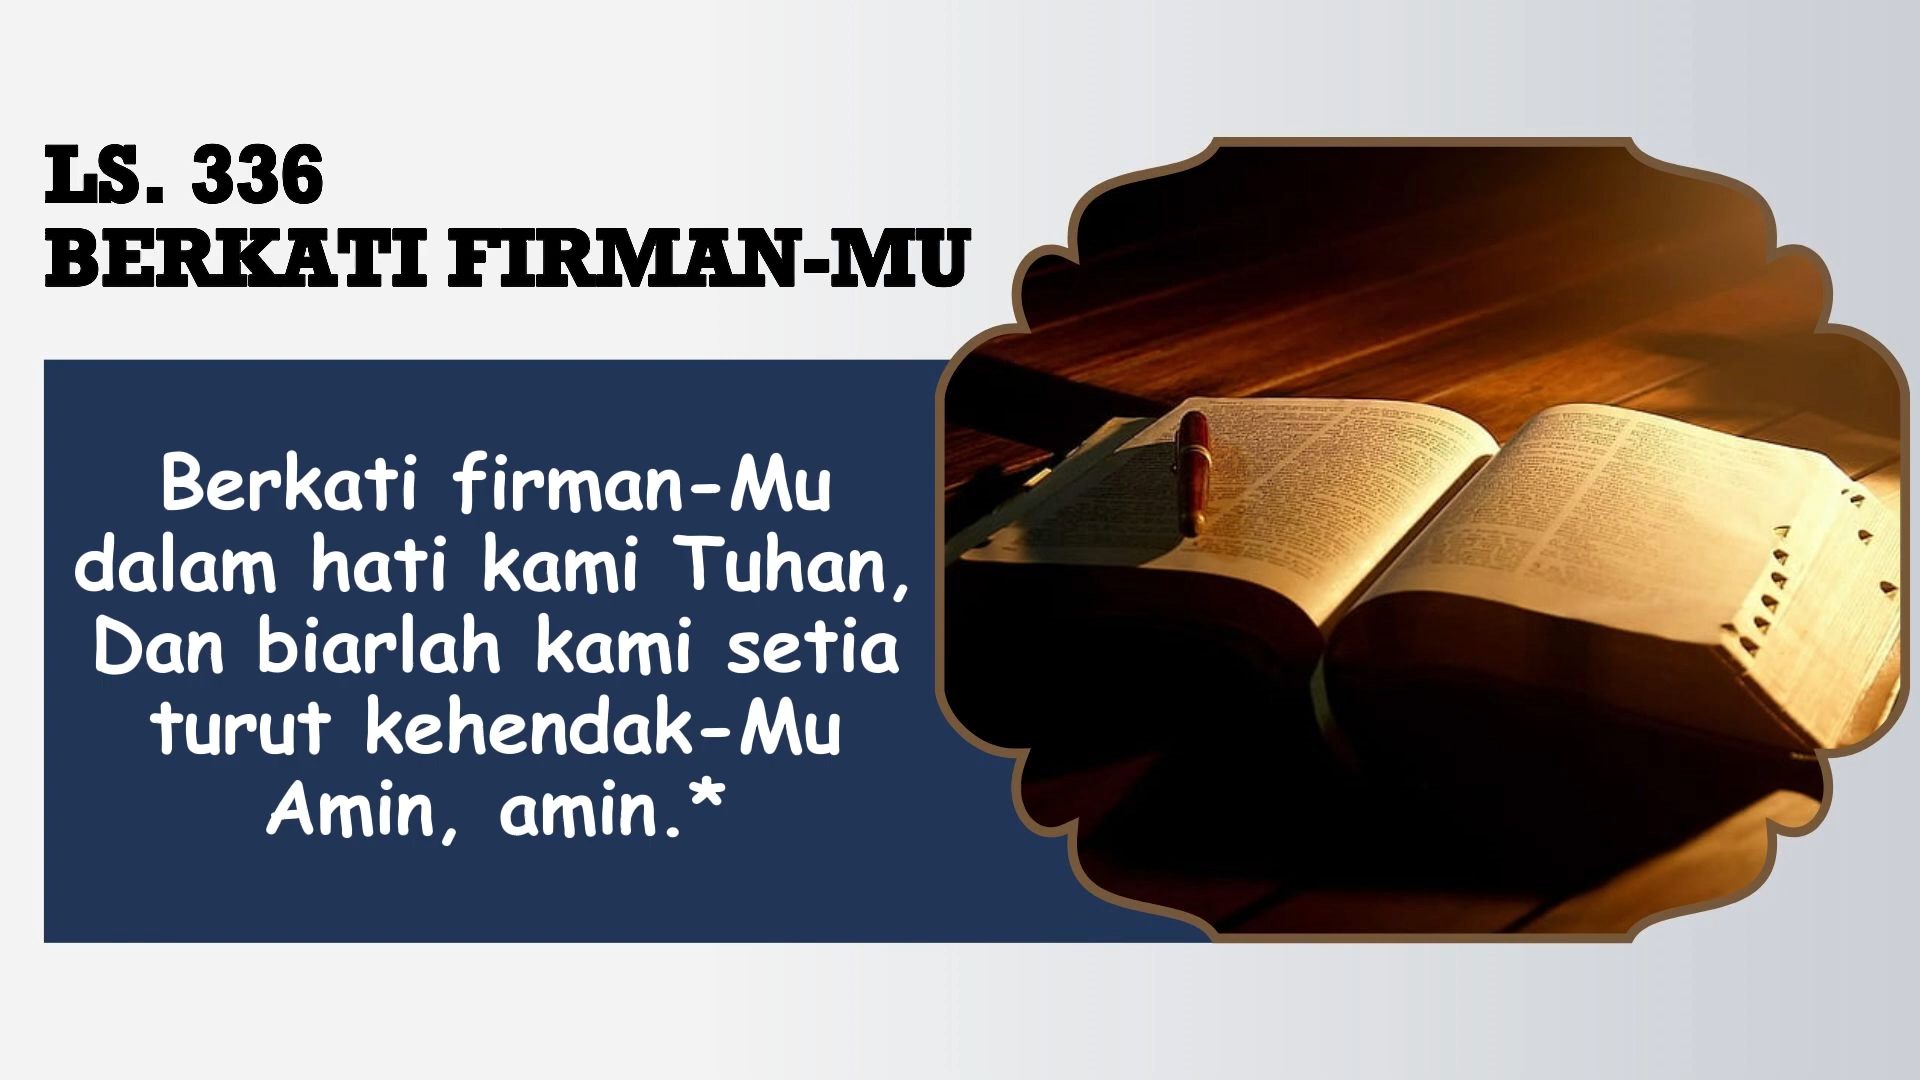 LS. 336
BERKATI FIRMAN-MU
Berkati firman-Mu
dalam hati kami Tuhan,
Dan biarlah kami setia
turut kehendak-Mu
Amin, amin.*